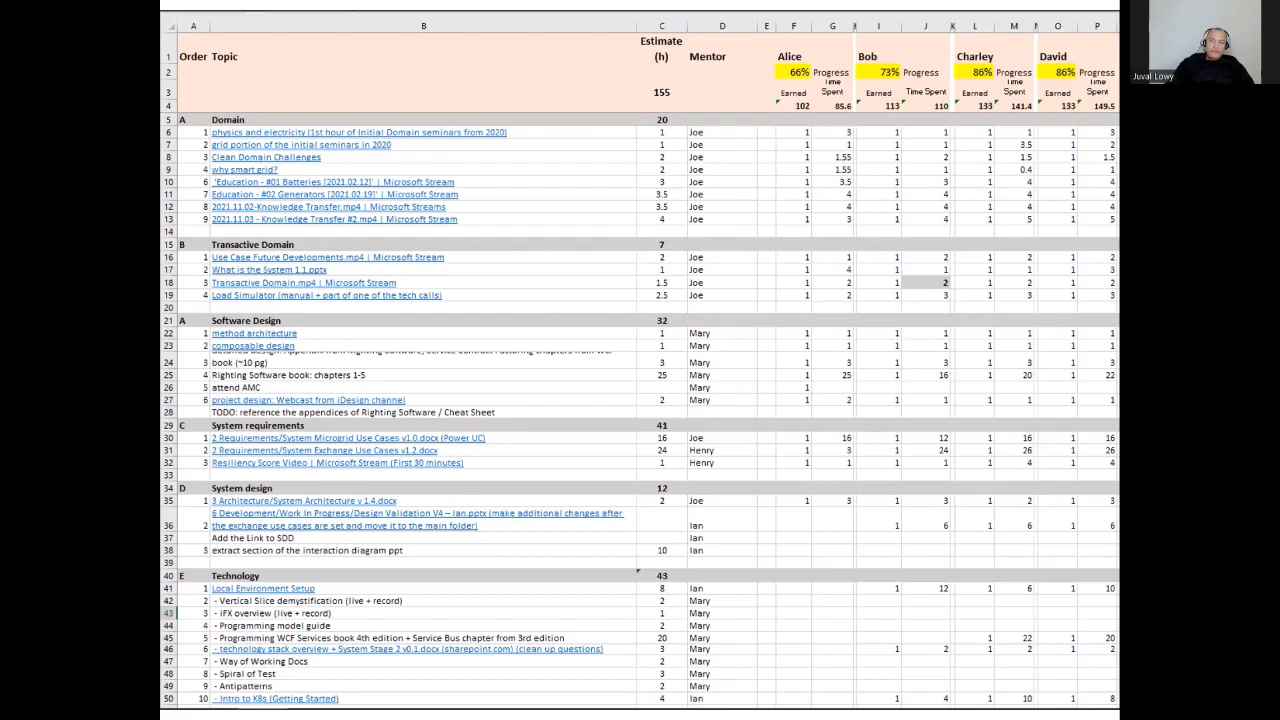 A B C D E F G H I J K L M N O P
Estimate
1 Order Topic (h) Mentor Alice Bob Charley David
2 66% Progress 73% Progress 86% Progress 86% Progress
3 155 Earned Time Spent Earned Time Spent Earned Time Spent Earned Time Spent
4 102 85.6 113 110 133 141.4 133 149.5
5 A Domain 20
6 1 physics and electricity (1st hour of Initial Domain seminars from 2020) 1 Joe 1 3 1 1 1 1 1 3
7 2 grid portion of the initial seminars in 2020 1 Joe 1 1 1 1 1 3.5 1 2
8 3 Clean Domain Challenges 2 Joe 1 1.55 1 2 1 1.5 1 1.5
9 4 why smart grid? 2 Joe 1 1.55 1 1 1 0.4 1 1
10 6 'Education - #01 Batteries [2021.02.12]' | Microsoft Stream 3 Joe 1 3.5 1 3 1 4 1 4
11 7 Education - #02 Generators [2021.02.19]' | Microsoft Stream 3.5 Joe 1 4 1 4 1 4 1 4
12 8 2021.11.02-Knowledge Transfer.mp4 | Microsoft Streams 3.5 Joe 1 4 1 4 1 4 1 4
13 9 2021.11.03 - Knowledge Transfer #2.mp4 | Microsoft Stream 4 Joe 1 3 1 4 1 5 1 5
14
15 B Transactive Domain 7
16 1 Use Case Future Developments.mp4 | Microsoft Stream 2 Joe 1 1 1 2 1 2 1 2
17 2 What is the System 1.1.pptx 1 Joe 1 4 1 1 1 1 1 3
18 3 Transactive Domain.mp4 | Microsoft Stream 1.5 Joe 1 2 1 2 1 2 1 2
19 4 Load Simulator (manual + part of one of the tech calls) 2.5 Joe 1 2 1 3 1 3 1 3
20
21 A Software Design 32
22 1 method architecture 1 Mary 1 1 1 1 1 1 1 1
23 2 composable design 1 Mary 1 1 1 1 1 1 1 1
detailed design: Appendix from Righting Software, Service Contract Factoring chapters from WCF
24 3 book (~10 pg) 3 Mary 1 3 1 3 1 3 1 3
25 4 Righting Software book: chapters 1-5 25 Mary 1 25 1 16 1 20 1 22
26 5 attend AMC Mary 1
27 6 project design: Webcast from iDesign channel 2 Mary 1 2 1 1 1 1 1 1
28 TODO: reference the appendices of Righting Software / Cheat Sheet
29 C System requirements 41
30 1 2 Requirements/System Microgrid Use Cases v1.0.docx (Power UC) 16 Joe 1 16 1 12 1 16 1 16
31 2 2 Requirements/System Exchange Use Cases v1.2.docx 24 Henry 1 3 1 24 1 26 1 26
32 3 Resiliency Score Video | Microsoft Stream (First 30 minutes) 1 Henry 1 1 1 1 1 4 1 4
33
34 D System design 12
35 1 3 Architecture/System Architecture v 1.4.docx 2 Joe 1 3 1 3 1 2 1 3
6 Development/Work In Progress/Design Validation V4 – Ian.pptx (make additional changes after
36 2 the exchange use cases are set and move it to the main folder) Ian 1 6 1 6 1 6
37 Add the Link to SDD Ian
38 3 extract section of the interaction diagram ppt 10 Ian
39
40 E Technology 43
41 1 Local Environment Setup 8 Ian 1 12 1 6 1 10
42 2 - Vertical Slice demystification (live + record) 2 Mary
43 3 - iFX overview (live + record) 1 Mary
44 4 - Programming model guide 2 Mary
45 5 - Programming WCF Services book 4th edition + Service Bus chapter from 3rd edition 20 Mary 1 22 1 20
46 6 - technology stack overview + System Stage 2 v0.1.docx (sharepoint.com) (clean up questions) 3 Mary 1 2 1 2 1 2
47 7 - Way of Working Docs 2 Mary
48 8 - Spiral of Test 3 Mary
49 9 - Antipatterns 2 Mary
50 10 - Intro to K8s (Getting Started) 4 Ian 1 4 1 10 1 8
Juval Lowy